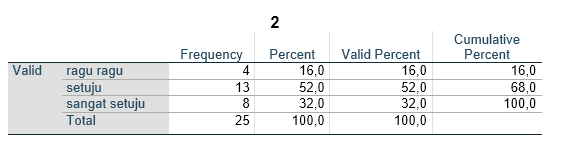 2
Frequency Percent Valid Percent Cumulative Percent
Valid ragu ragu 4 16,0 16,0 16,0
setuju 13 52,0 52,0 68,0
sangat setuju 8 32,0 32,0 100,0
Total 25 100,0 100,0